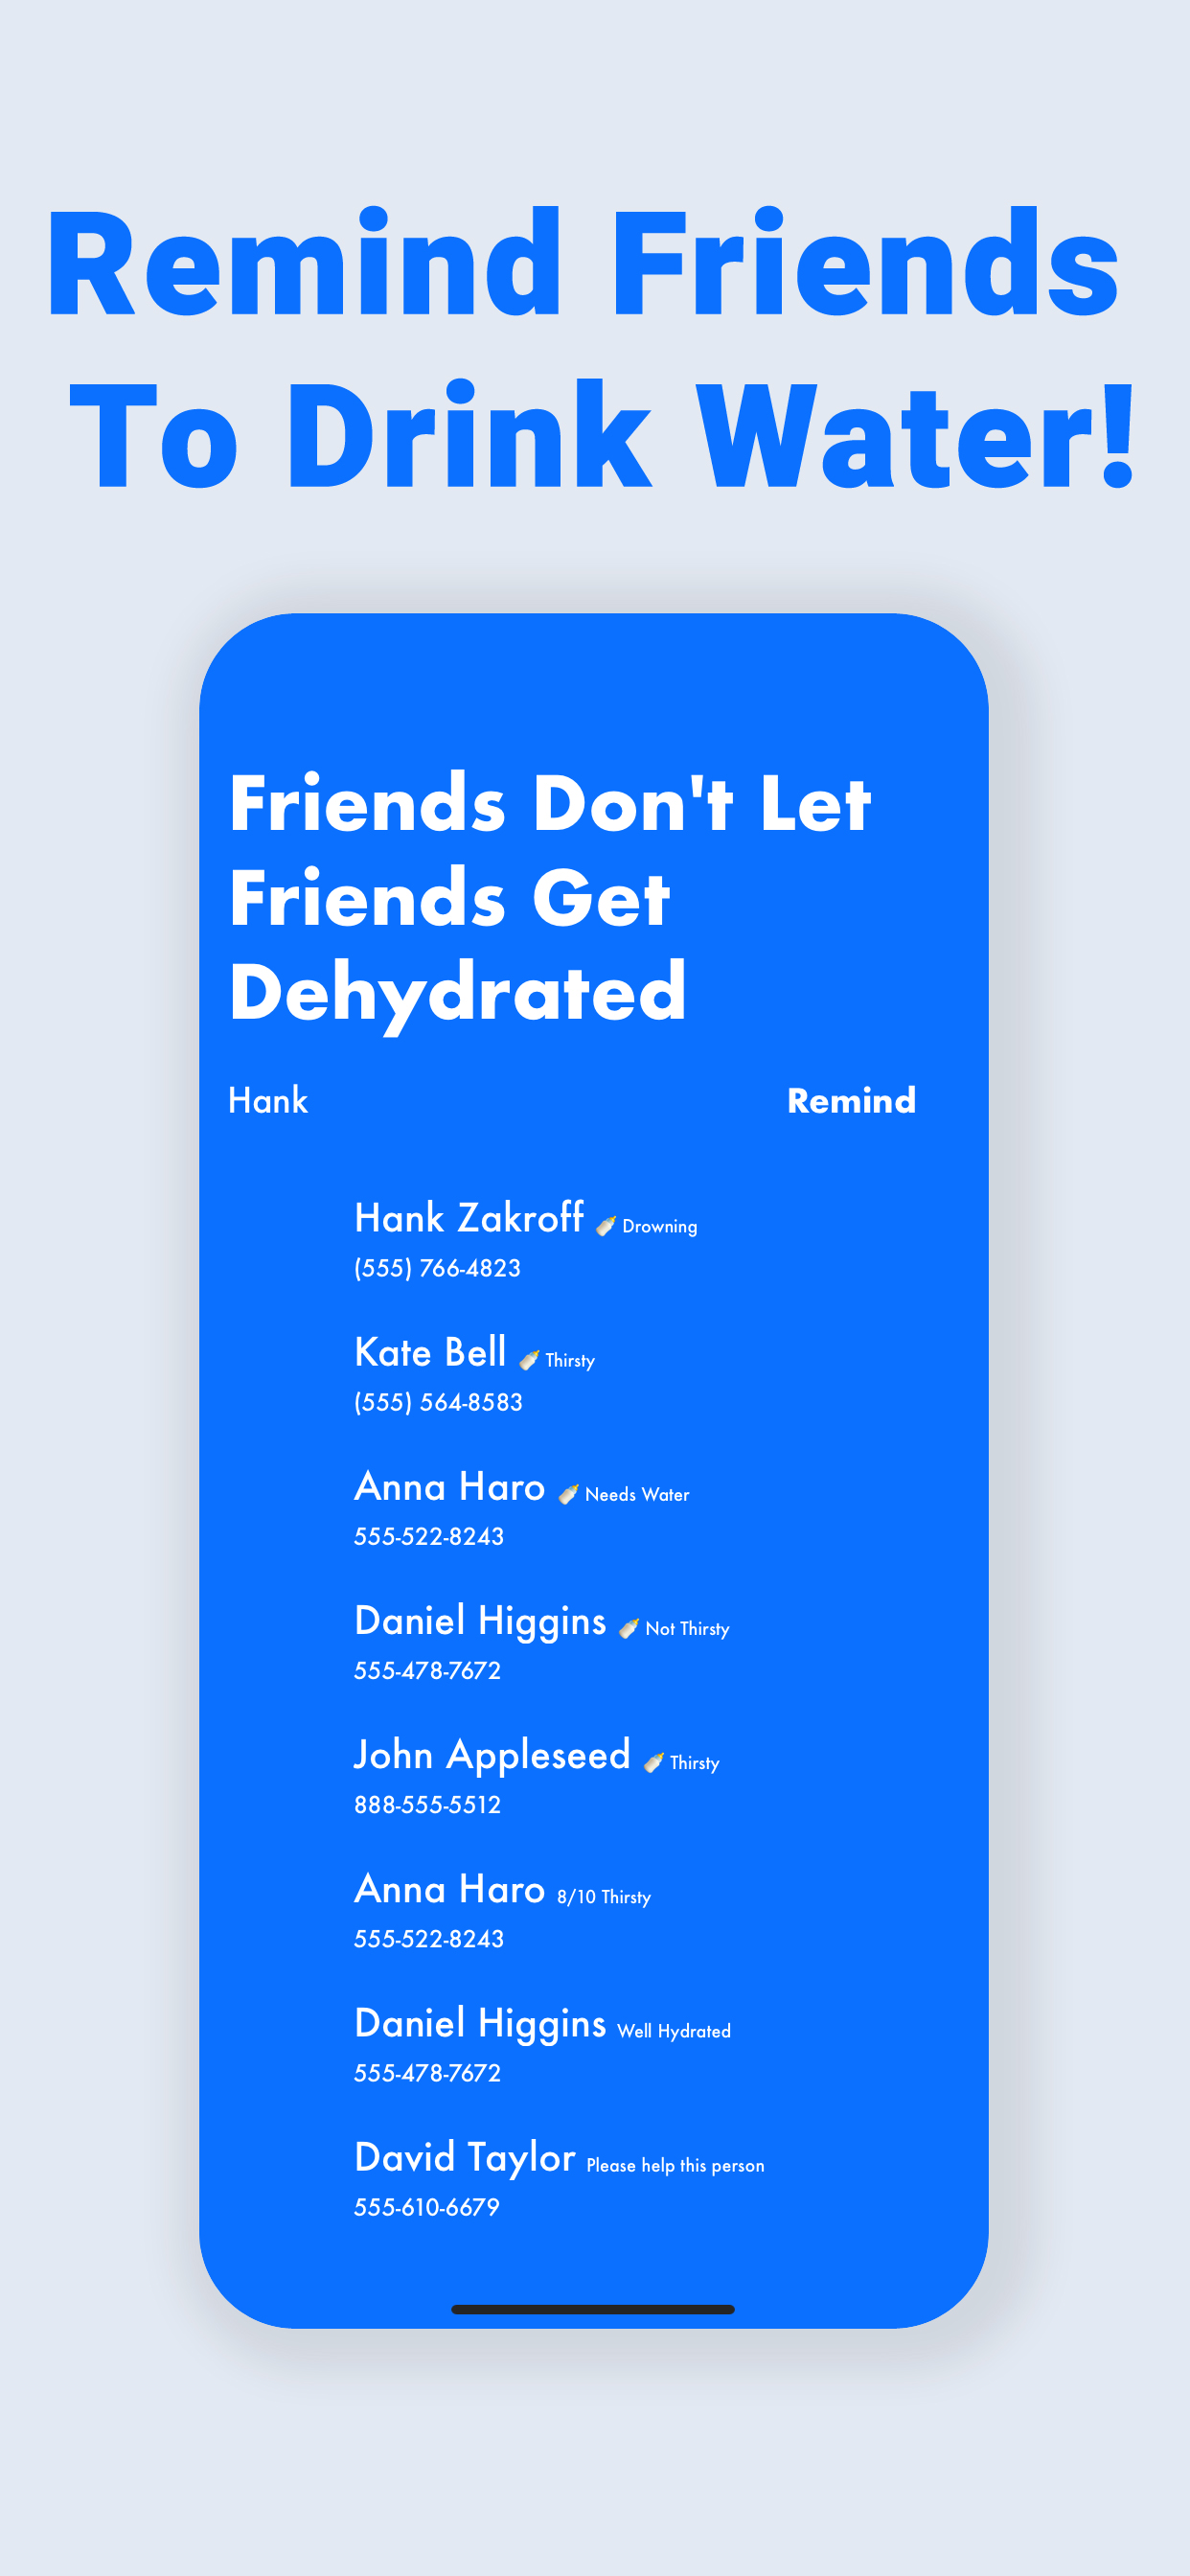 Remind Friends
To Drink Water!
Friends Don't Let
Friends Get
Dehydrated
Hank Remind
Hank Zakroff 🍼 Drowning
(555) 766-4823
Kate Bell 🍼 Thirsty
(555) 564-8583
Anna Haro 🍼 Needs Water
555-522-8243
Daniel Higgins 🍼 Not Thirsty
555-478-7672
John Appleseed 🍼 Thirsty
888-555-5512
Anna Haro 8/10 Thirsty
555-522-8243
Daniel Higgins Well Hydrated
555-478-7672
David Taylor Please help this person
555-610-6679